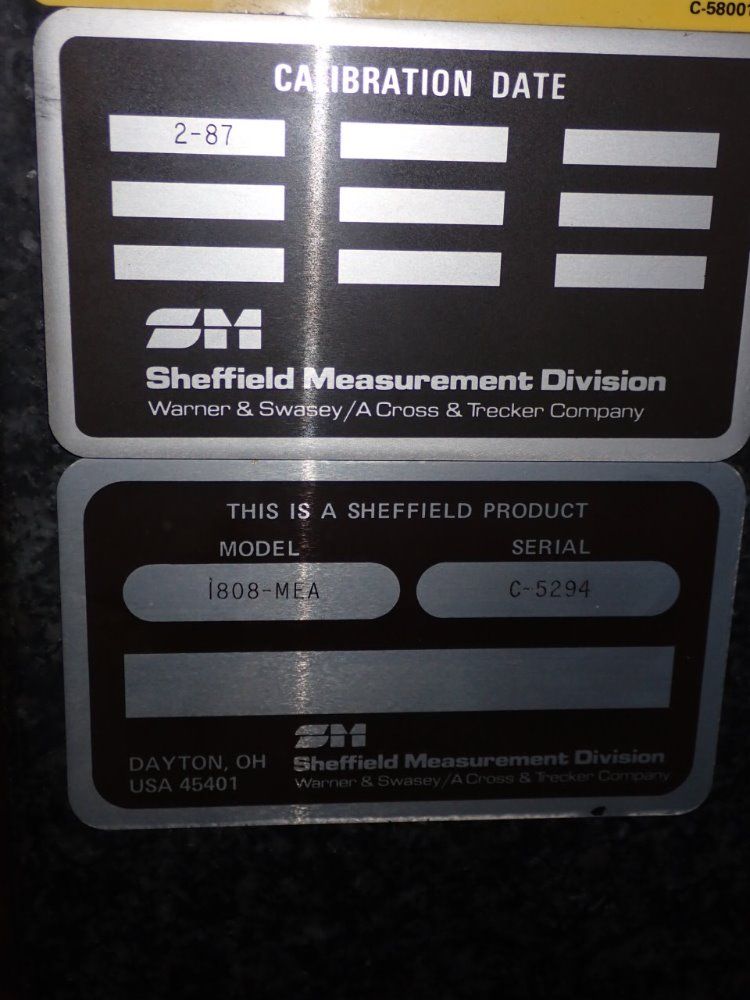 C-58001
CALIBRATION DATE
2-87
SM
Sheffield Measurement Division
Warner & Swasey/A Cross & Trecker Company
THIS IS A SHEFFIELD PRODUCT
MODEL SERIAL
1808-MEA C-5294
SM
DAYTON, OH Sheffield Measurement Division
USA 45401 Warner & Swasey/A Cross & Trecker Company